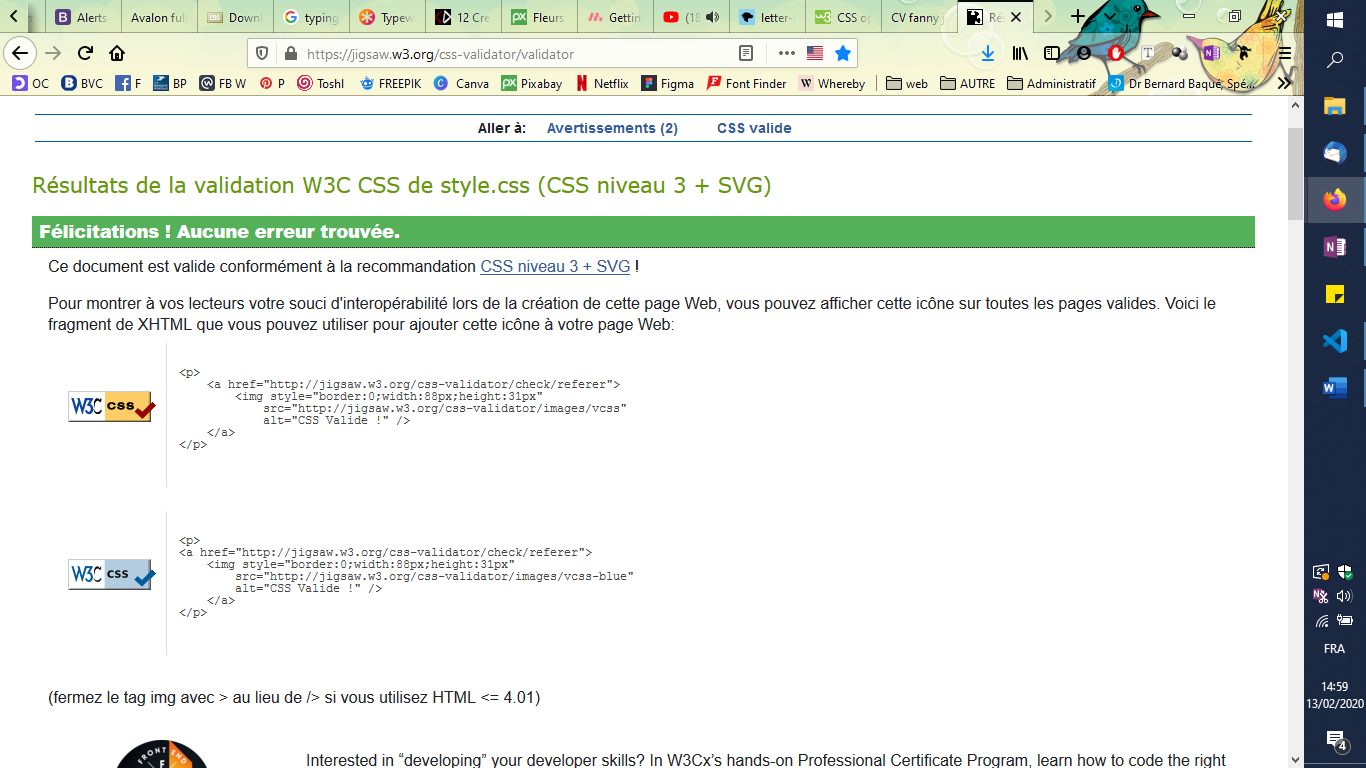 Alerts
Avalon full
Downl
typing
Typew
12 Cre
Fleurs
Gettin
(18
letter-
CSS op
CV fanny j
Rés
https://jigsaw.w3.org/css-validator/validator
OC
BVC
F
BP
FB W
P
Toshl
FREEPIK
Canva
Pixabay
Netflix
Figma
Font Finder
Whereby
web
AUTRE
Administratif
Dr Bernard Baqué, Spé...
Aller à: Avertissements (2) CSS valide
Résultats de la validation W3C CSS de style.css (CSS niveau 3 + SVG)
Félicitations ! Aucune erreur trouvée.
Ce document est valide conformément à la recommandation CSS niveau 3 + SVG !
Pour montrer à vos lecteurs votre souci d'interopérabilité lors de la création de cette page Web, vous pouvez afficher cette icône sur toutes les pages valides. Voici le
fragment de XHTML que vous pouvez utiliser pour ajouter cette icône à votre page Web:
W3C css
<p>
<a href="http://jigsaw.w3.org/css-validator/check/referer">
<img style="border:0;width:88px;height:31px"
src="http://jigsaw.w3.org/css-validator/images/vcss"
alt="CSS Valide !" />
</a>
</p>
W3C css
<p>
<a href="http://jigsaw.w3.org/css-validator/check/referer">
<img style="border:0;width:88px;height:31px"
src="http://jigsaw.w3.org/css-validator/images/vcss-blue"
alt="CSS Valide !" />
</a>
</p>
(fermez le tag img avec > au lieu de /> si vous utilisez HTML <= 4.01)
FRONT END
Interested in “developing” your developer skills? In W3Cx’s hands-on Professional Certificate Program, learn how to code the right
FRA
14:59
13/02/2020
4